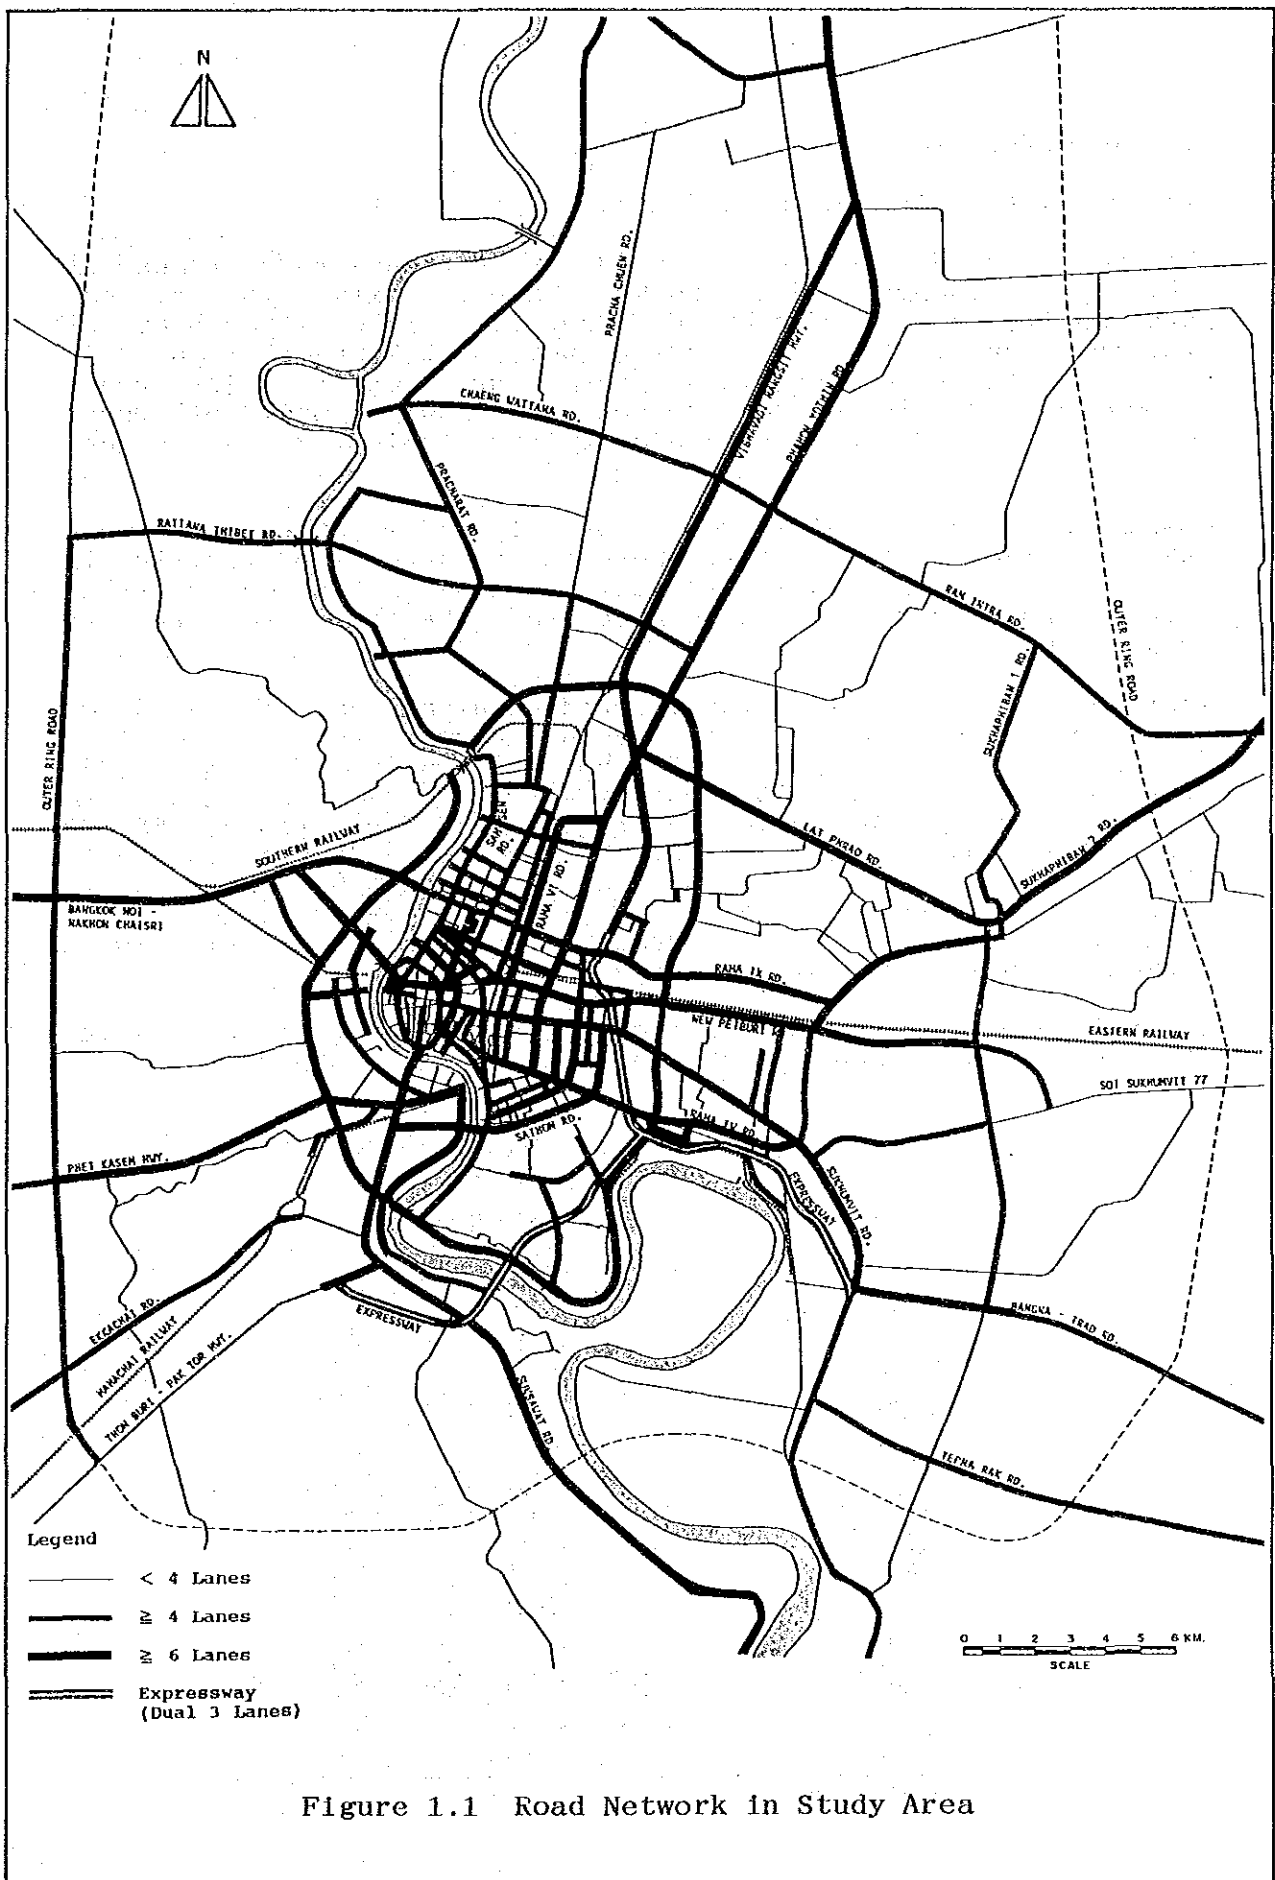 N
PRACHA CHUEN RD.
VIBHAVADI RANGSIT HWY.
PHAHON YOTHIN RD.
CHAENG WATTANA RD.
PRACHARAT RD.
RATTANA THIBET RD.
RAM INTRA RD.
OUTER RING ROAD
SUKHAPHIBAN 1 RD.
OUTER RING ROAD
SAMSEN
RD.
SOUTHERN RAILWAY
LAT PHRAO RD
SUKHAPHIBAN 2 RD.
RAMA VI RD.
BANGKOK NOI -
NAKHON CHAISRI
RAMA IX RD.
NEW PETBURI
EASTERN RAILWAY
SOI SUKHUMVIT 77
RAMA IV RD.
SATHON RD.
PHET KASEM HWY.
EXPRESSWAY
SUKHUMVIT RD.
EKCACHAI RD.
EXPRESSWAY
MAHACHAI RAILWAY
THON BURI - PAK TOR HWY.
BANGNA - TRAD RD.
SUKSAWAT RD
TEPHA RAK RD.
Legend
< 4 Lanes
≧ 4 Lanes
≧ 6 Lanes
Expressway
(Dual 3 Lanes)
0 1 2 3 4 5 6 KM.
SCALE
Figure 1.1 Road Network in Study Area